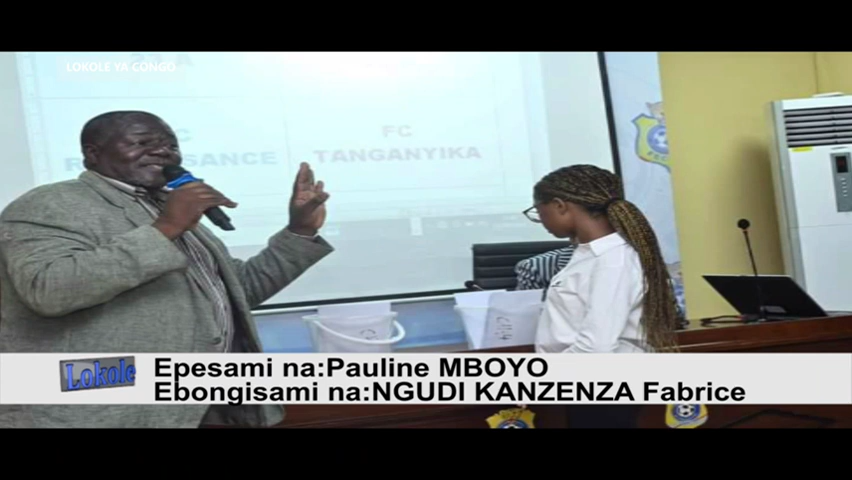 LOKOLE YA CONGO
FC
TANGANYIKA
Lokole
Epesami na:Pauline MBOYO
Ebongisami na:NGUDI KANZENZA Fabrice